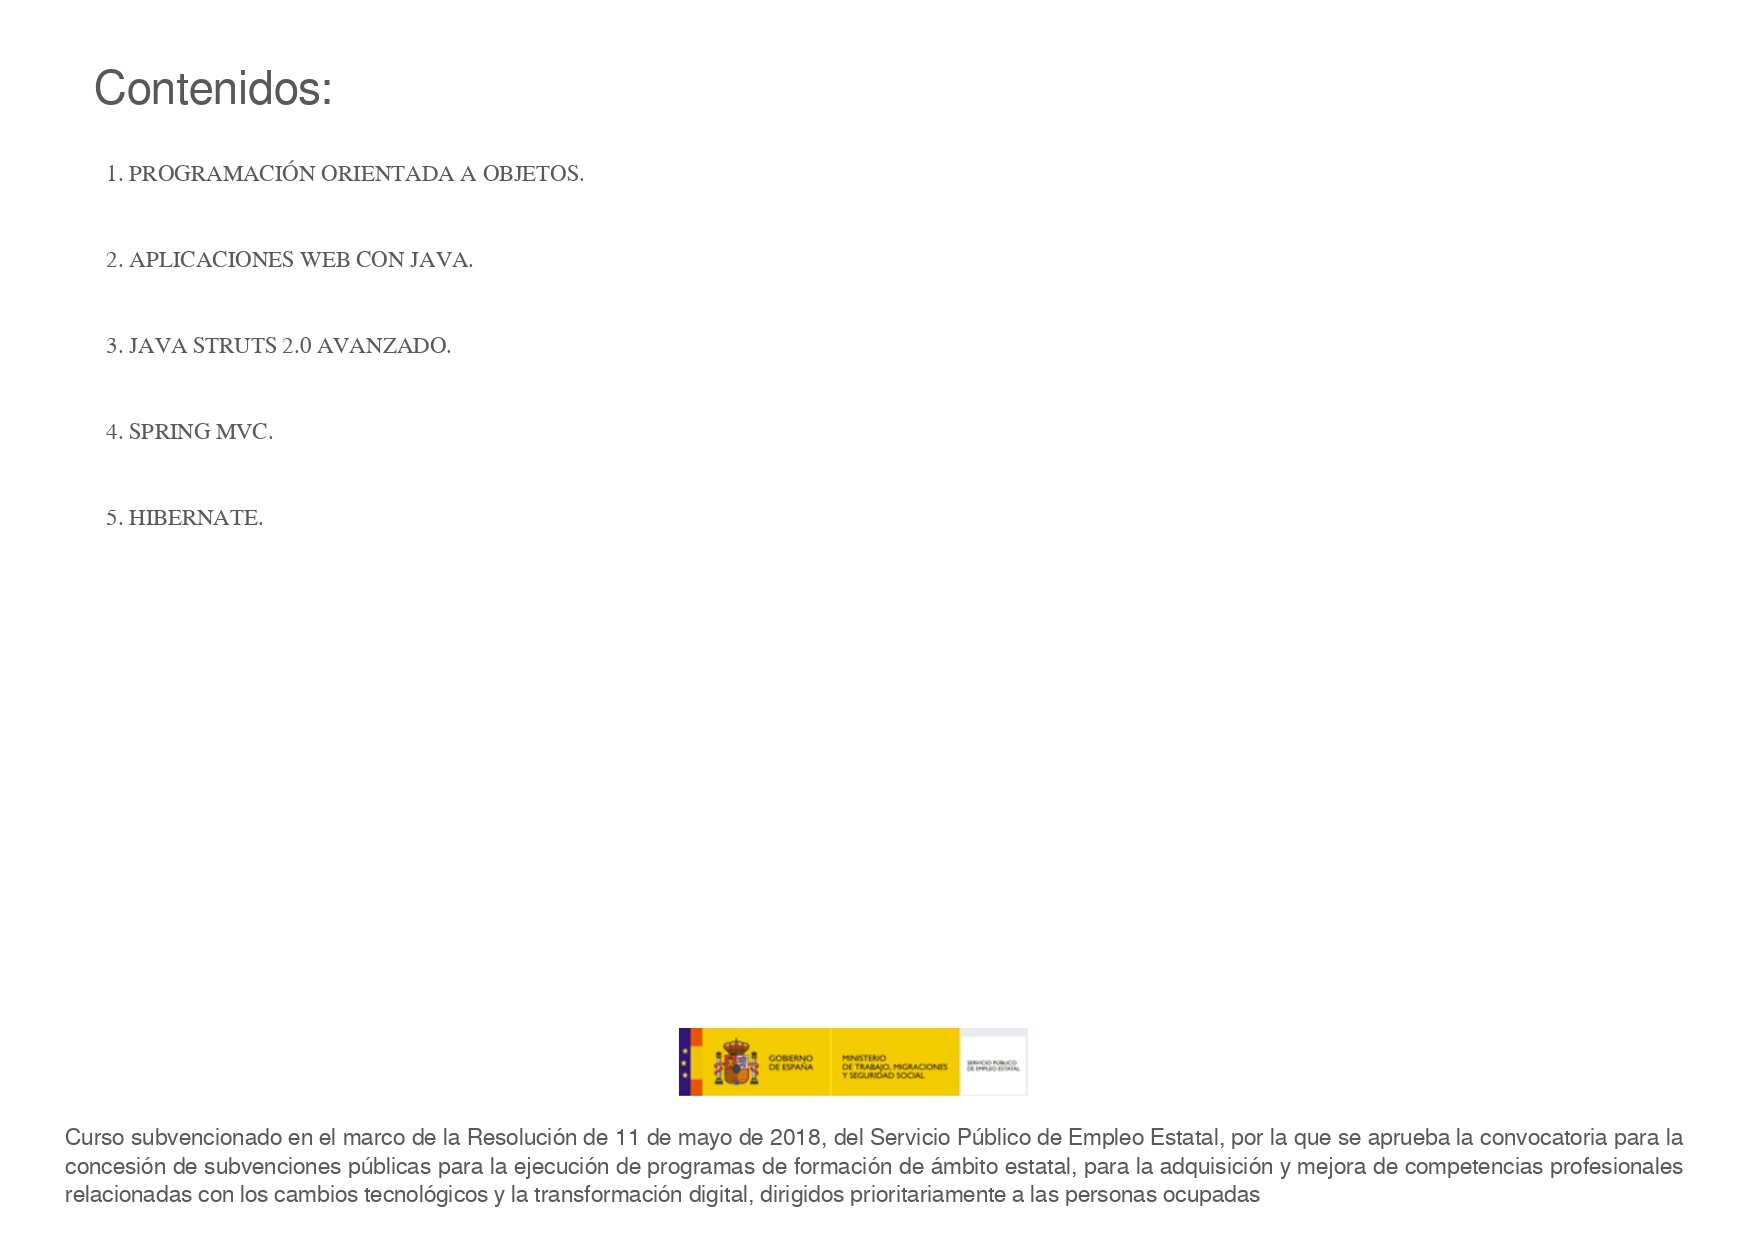 Contenidos:
1. PROGRAMACIÓN ORIENTADA A OBJETOS.
2. APLICACIONES WEB CON JAVA.
3. JAVA STRUTS 2.0 AVANZADO.
4. SPRING MVC.
5. HIBERNATE.
GOBIERNO
DE ESPAÑA
MINISTERIO
DE TRABAJO, MIGRACIONES
Y SEGURIDAD SOCIAL
SERVICIO PÚBLICO
DE EMPLEO ESTATAL
Curso subvencionado en el marco de la Resolución de 11 de mayo de 2018, del Servicio Público de Empleo Estatal, por la que se aprueba la convocatoria para la
concesión de subvenciones públicas para la ejecución de programas de formación de ámbito estatal, para la adquisición y mejora de competencias profesionales
relacionadas con los cambios tecnológicos y la transformación digital, dirigidos prioritariamente a las personas ocupadas